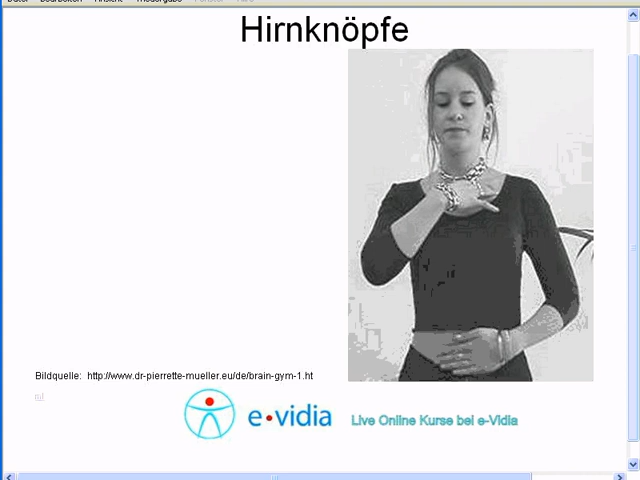 Hirnknöpfe
Bildquelle: http://www.dr-pierrette-mueller.eu/de/brain-gym-1.ht
e•vidia
Live Online Kurse bei e-Vidia